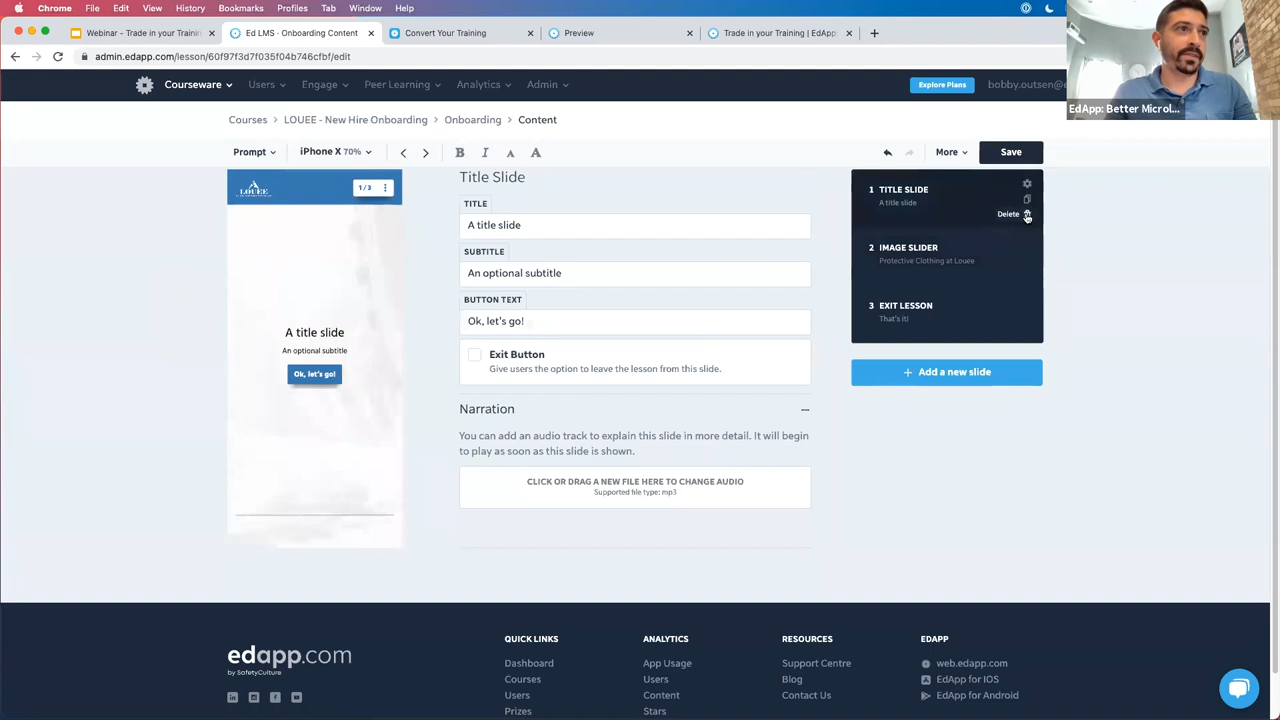 Chrome File Edit View History Bookmarks Profiles Tab Window Help
Webinar - Trade in your Trainin
Ed LMS · Onboarding Content
Convert Your Training
Preview
Trade in your Training | EdApp
admin.edapp.com/lesson/60f97f3d7f035f04b746cfbf/edit
Courseware
Users
Engage
Peer Learning
Analytics
Admin
Explore Plans
bobby.outsen@e
EdApp: Better Microl...
Courses > LOUEE - New Hire Onboarding > Onboarding > Content
Prompt
iPhone X 70%
B I A A
More
Save
LOUEE
1/3
A title slide
An optional subtitle
Ok, let's go!
Title Slide
TITLE
A title slide
SUBTITLE
An optional subtitle
BUTTON TEXT
Ok, let's go!
Exit Button
Give users the option to leave the lesson from this slide.
Narration
You can add an audio track to explain this slide in more detail. It will begin
to play as soon as this slide is shown.
CLICK OR DRAG A NEW FILE HERE TO CHANGE AUDIO
Supported file type: mp3
1 TITLE SLIDE
A title slide
Delete
2 IMAGE SLIDER
Protective Clothing at Louee
3 EXIT LESSON
That's it!
+ Add a new slide
edapp.com
by SafetyCulture
QUICK LINKS
Dashboard
Courses
Users
Prizes
ANALYTICS
App Usage
Users
Content
Stars
RESOURCES
Support Centre
Blog
Contact Us
EDAPP
web.edapp.com
EdApp for IOS
EdApp for Android